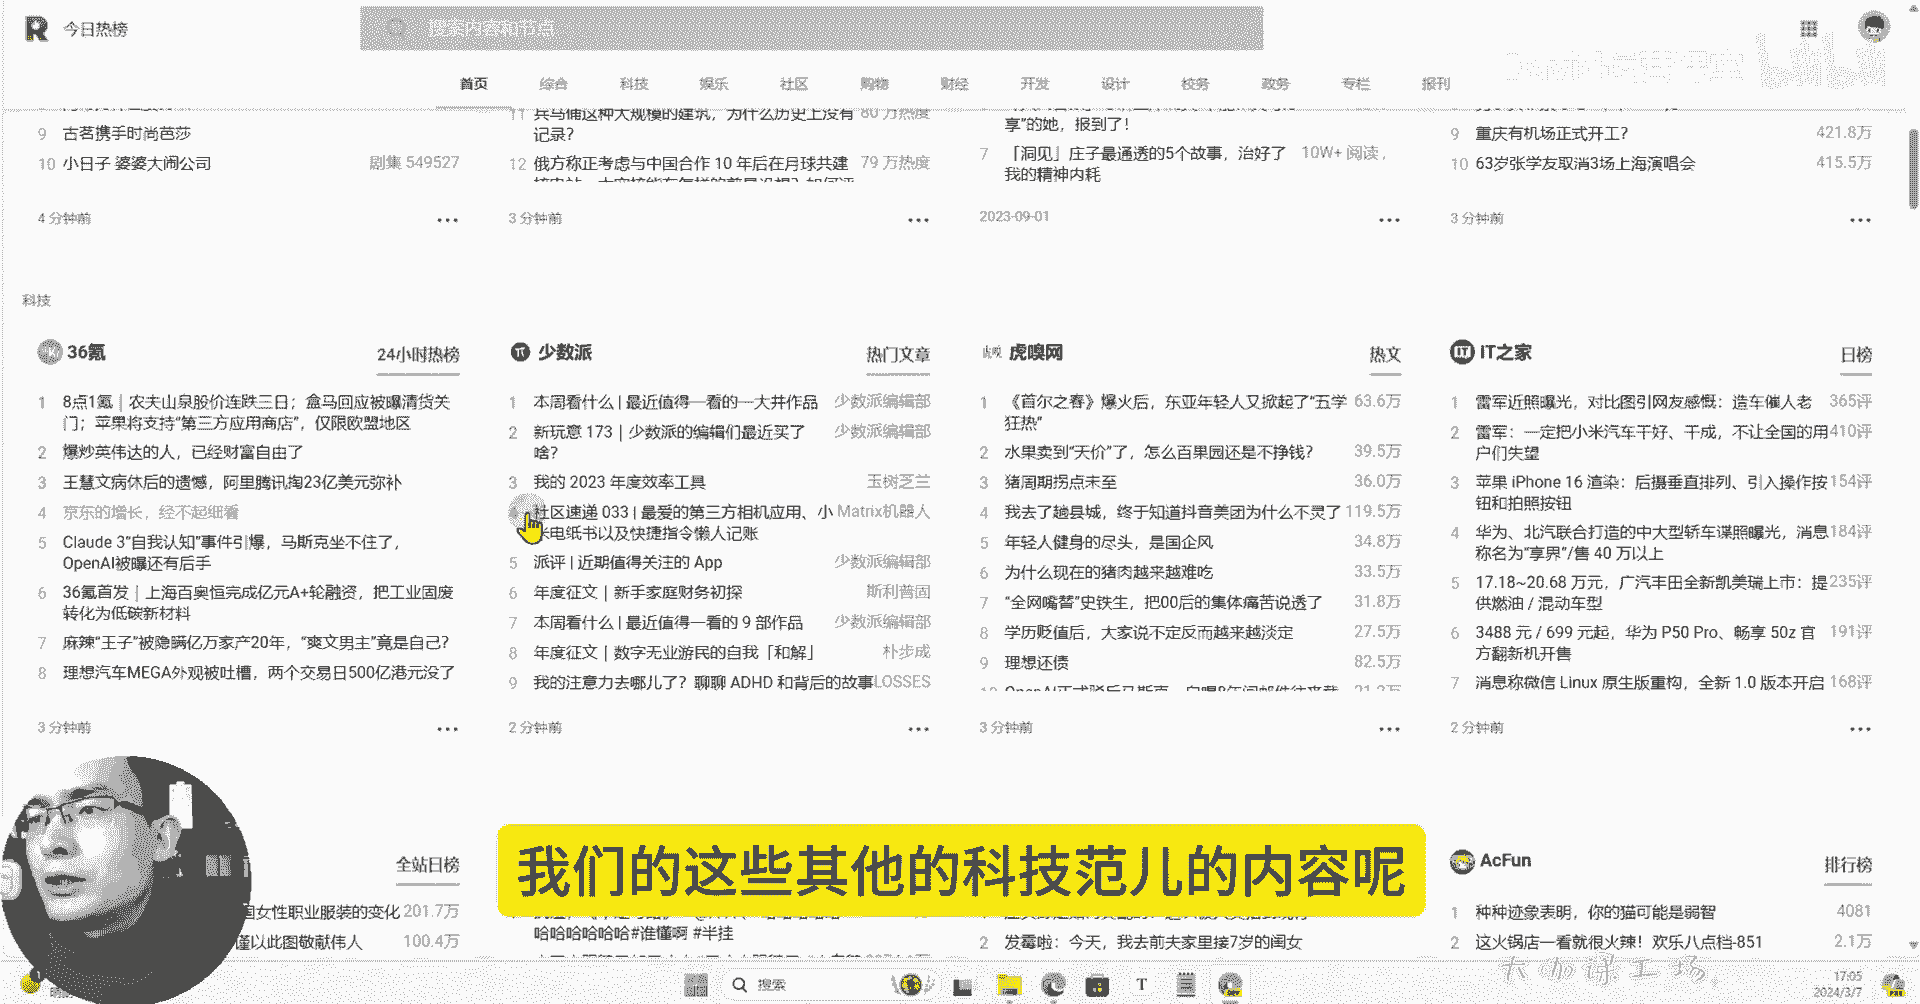 今日热榜
搜索内容和节点
首页 综合 科技 娱乐 社区 购物 财经 开发 设计 校务 政务 专栏 报刊
9 古茗携手时尚芭莎
10 小日子 婆婆大闹公司 剧集 549527
4 分钟前
11 兵马俑这种大规模的建筑，为什么历史上没有 80 万热度
记录？
12 俄方称正考虑与中国合作 10 年后在月球共建 79 万热度
3 分钟前
享”的她，报到了！
7 「洞见」庄子最通透的5个故事，治好了 10W+ 阅读，
我的精神内耗
2023-09-01
9 重庆有机场正式开工？ 421.8万
10 63岁张学友取消3场上海演唱会 415.5万
3 分钟前
科技
36氪 24小时热榜
1 8点1氪｜农夫山泉股价连跌三日；盒马回应被曝清货关
门；苹果将支持“第三方应用商店”，仅限欧盟地区
2 爆炒英伟达的人，已经财富自由了
3 王慧文病休后的遗憾，阿里腾讯掏23亿美元弥补
4 京东的增长，经不起细看
5 Claude 3“自我认知”事件引爆，马斯克坐不住了，
OpenAI被曝还有后手
6 36氪首发｜上海百奥恒完成亿元A+轮融资，把工业固废
转化为低碳新材料
7 麻辣“王子”被隐瞒亿万家产20年，“爽文男主”竟是自己？
8 理想汽车MEGA外观被吐槽，两个交易日500亿港元没了
3 分钟前
少数派 热门文章
1 本周看什么 | 最近值得一看的一大井作品 少数派编辑部
2 新玩意 173｜少数派的编辑们最近买了 少数派编辑部
啥？
3 我的 2023 年度效率工具 玉树芝兰
社区速递 033 | 最爱的第三方相机应用、小 Matrix机器人
米电纸书以及快捷指令懒人记账
5 派评 | 近期值得关注的 App 少数派编辑部
6 年度征文｜新手家庭财务初探 斯利普固
7 本周看什么 | 最近值得一看的 9 部作品 少数派编辑部
8 年度征文｜数字无业游民的自我「和解」 朴步成
9 我的注意力去哪儿了？聊聊 ADHD 和背后的故事 LOSSES
2 分钟前
虎嗅 虎嗅网 热文
1 《首尔之春》爆火后，东亚年轻人又掀起了“五学 63.6万
狂热”
2 水果卖到“天价”了，怎么百果园还是不挣钱？ 39.5万
3 猪周期拐点未至 36.0万
4 我去了趟县城，终于知道抖音美团为什么不灵了 119.5万
5 年轻人健身的尽头，是国企风 34.8万
6 为什么现在的猪肉越来越难吃 33.5万
7 “全网嘴替”史铁生，把00后的集体痛苦说透了 31.8万
8 学历贬值后，大家说不定反而越来越淡定 27.5万
9 理想还债 82.5万
3 分钟前
IT之家 日榜
1 雷军近照曝光，对比图引网友感慨：造车催人老 365评
2 雷军：一定把小米汽车干好、干成，不让全国的用 410评
户们失望
3 苹果 iPhone 16 渲染：后摄垂直排列、引入操作按 154评
钮和拍照按钮
4 华为、北汽联合打造的中大型轿车谍照曝光，消息 184评
称名为“享界”/售 40 万以上
5 17.18~20.68 万元，广汽丰田全新凯美瑞上市：提 235评
供燃油 / 混动车型
6 3488 元 / 699 元起，华为 P50 Pro、畅享 50z 官 191评
方翻新机开售
7 消息称微信 Linux 原生版重构，全新 1.0 版本开启 168评
2 分钟前
全站日榜
国女性职业服装的变化 201.7万
谨以此图敬献伟人 100.4万
哈哈哈哈哈哈#谁懂啊 #半挂
2 发霉啦：今天，我去前夫家里接7岁的闺女
AcFun 排行榜
1 种种迹象表明，你的猫可能是弱智 4081
2 这火锅店一看就很火辣！欢乐八点档-851 2.1万
我们的这些其他的科技范儿的内容呢
大咖课工场
搜索
17:05
2024/3/7